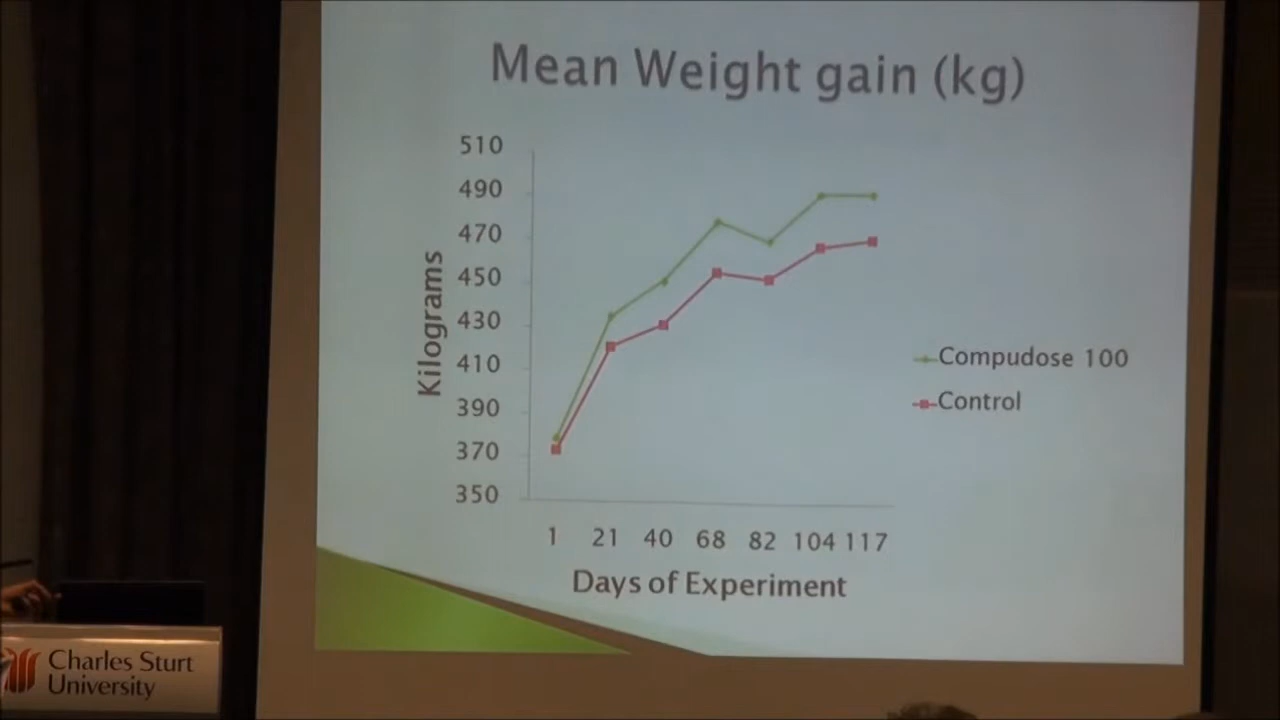 Mean Weight gain (kg)
510
490
470
450
430
410
390
370
350
Kilograms
1 21 40 68 82 104 117
Days of Experiment
Compudose 100
Control
Charles Sturt
University